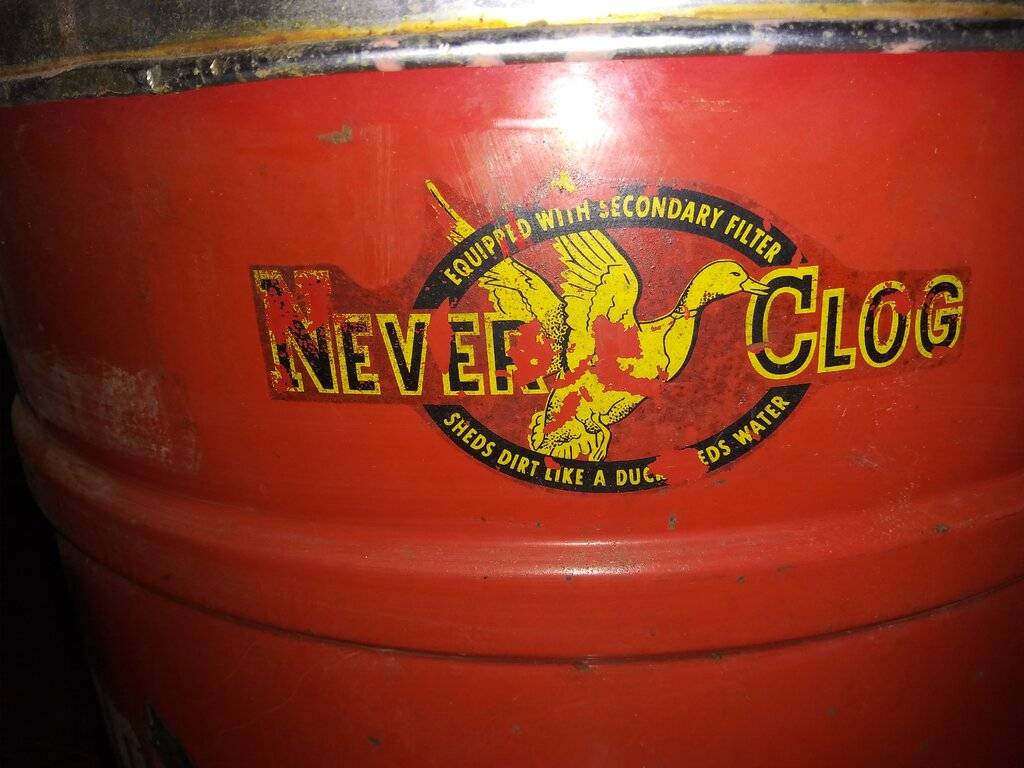 EQUIPPED WITH SECONDARY FILTER
NEVER CLOG
SHEDS DIRT LIKE A DUCK WATER